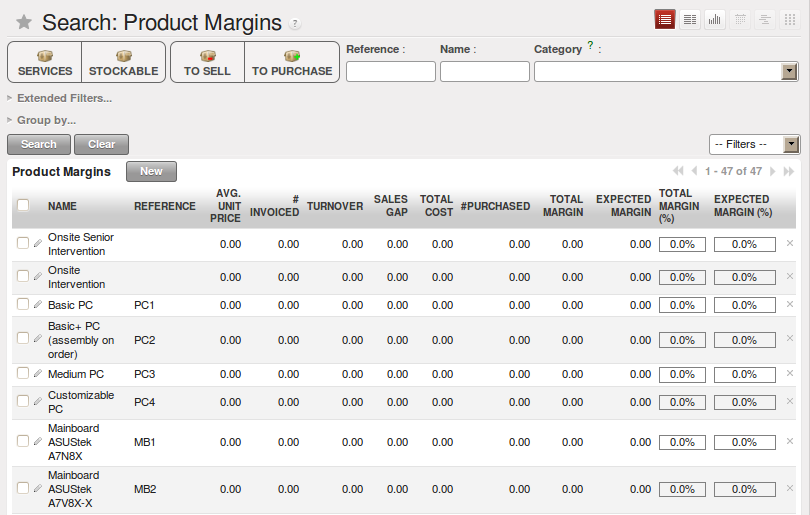 Search: Product Margins ?
SERVICES STOCKABLE TO SELL TO PURCHASE
Reference : Name : Category ? :
Extended Filters...
Group by...
Search Clear -- Filters --
Product Margins New 1 - 47 of 47
NAME REFERENCE AVG. UNIT PRICE # INVOICED TURNOVER SALES GAP TOTAL COST #PURCHASED TOTAL MARGIN EXPECTED MARGIN TOTAL MARGIN (%) EXPECTED MARGIN (%)
Onsite Senior
Intervention 0.00 0.00 0.00 0.00 0.00 0.00 0.00 0.00 0.0% 0.0%
Onsite
Intervention 0.00 0.00 0.00 0.00 0.00 0.00 0.00 0.00 0.0% 0.0%
Basic PC PC1 0.00 0.00 0.00 0.00 0.00 0.00 0.00 0.00 0.0% 0.0%
Basic+ PC
(assembly on
order) PC2 0.00 0.00 0.00 0.00 0.00 0.00 0.00 0.00 0.0% 0.0%
Medium PC PC3 0.00 0.00 0.00 0.00 0.00 0.00 0.00 0.00 0.0% 0.0%
Customizable
PC PC4 0.00 0.00 0.00 0.00 0.00 0.00 0.00 0.00 0.0% 0.0%
Mainboard
ASUStek
A7N8X MB1 0.00 0.00 0.00 0.00 0.00 0.00 0.00 0.00 0.0% 0.0%
Mainboard
ASUStek
A7V8X-X MB2 0.00 0.00 0.00 0.00 0.00 0.00 0.00 0.00 0.0% 0.0%